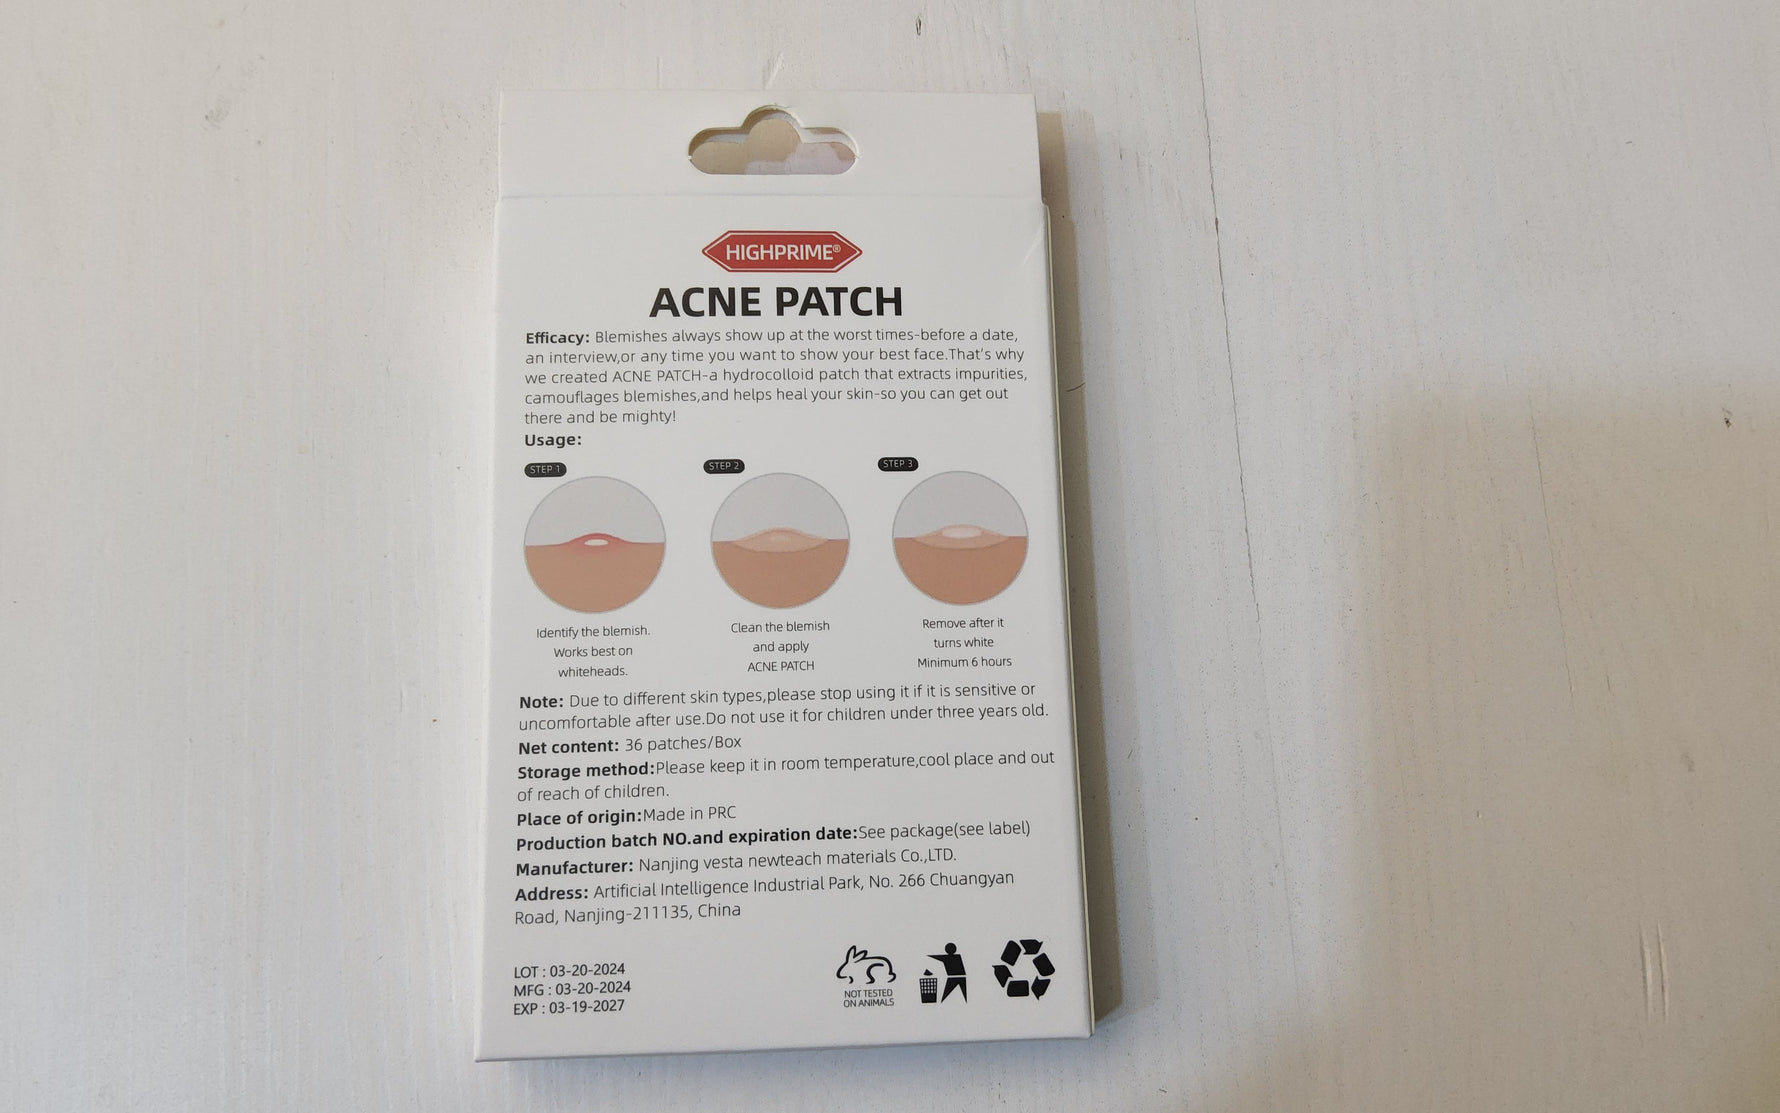 HIGHPRIME®
ACNE PATCH
Efficacy: Blemishes always show up at the worst times-before a date,
an interview,or any time you want to show your best face.That's why
we created ACNE PATCH-a hydrocolloid patch that extracts impurities,
camouflages blemishes,and helps heal your skin-so you can get out
there and be mighty!
Usage:
STEP 1
STEP 2
STEP 3
Identify the blemish.
Works best on
whiteheads.
Clean the blemish
and apply
ACNE PATCH
Remove after it
turns white
Minimum 6 hours
Note: Due to different skin types,please stop using it if it is sensitive or
uncomfortable after use.Do not use it for children under three years old.
Net content: 36 patches/Box
Storage method:Please keep it in room temperature,cool place and out
of reach of children.
Place of origin:Made in PRC
Production batch NO.and expiration date:See package(see label)
Manufacturer: Nanjing vesta newteach materials Co.,LTD.
Address: Artificial Intelligence Industrial Park, No. 266 Chuangyan
Road, Nanjing-211135, China
LOT : 03-20-2024
MFG : 03-20-2024
EXP : 03-19-2027
NOT TESTED
ON ANIMALS